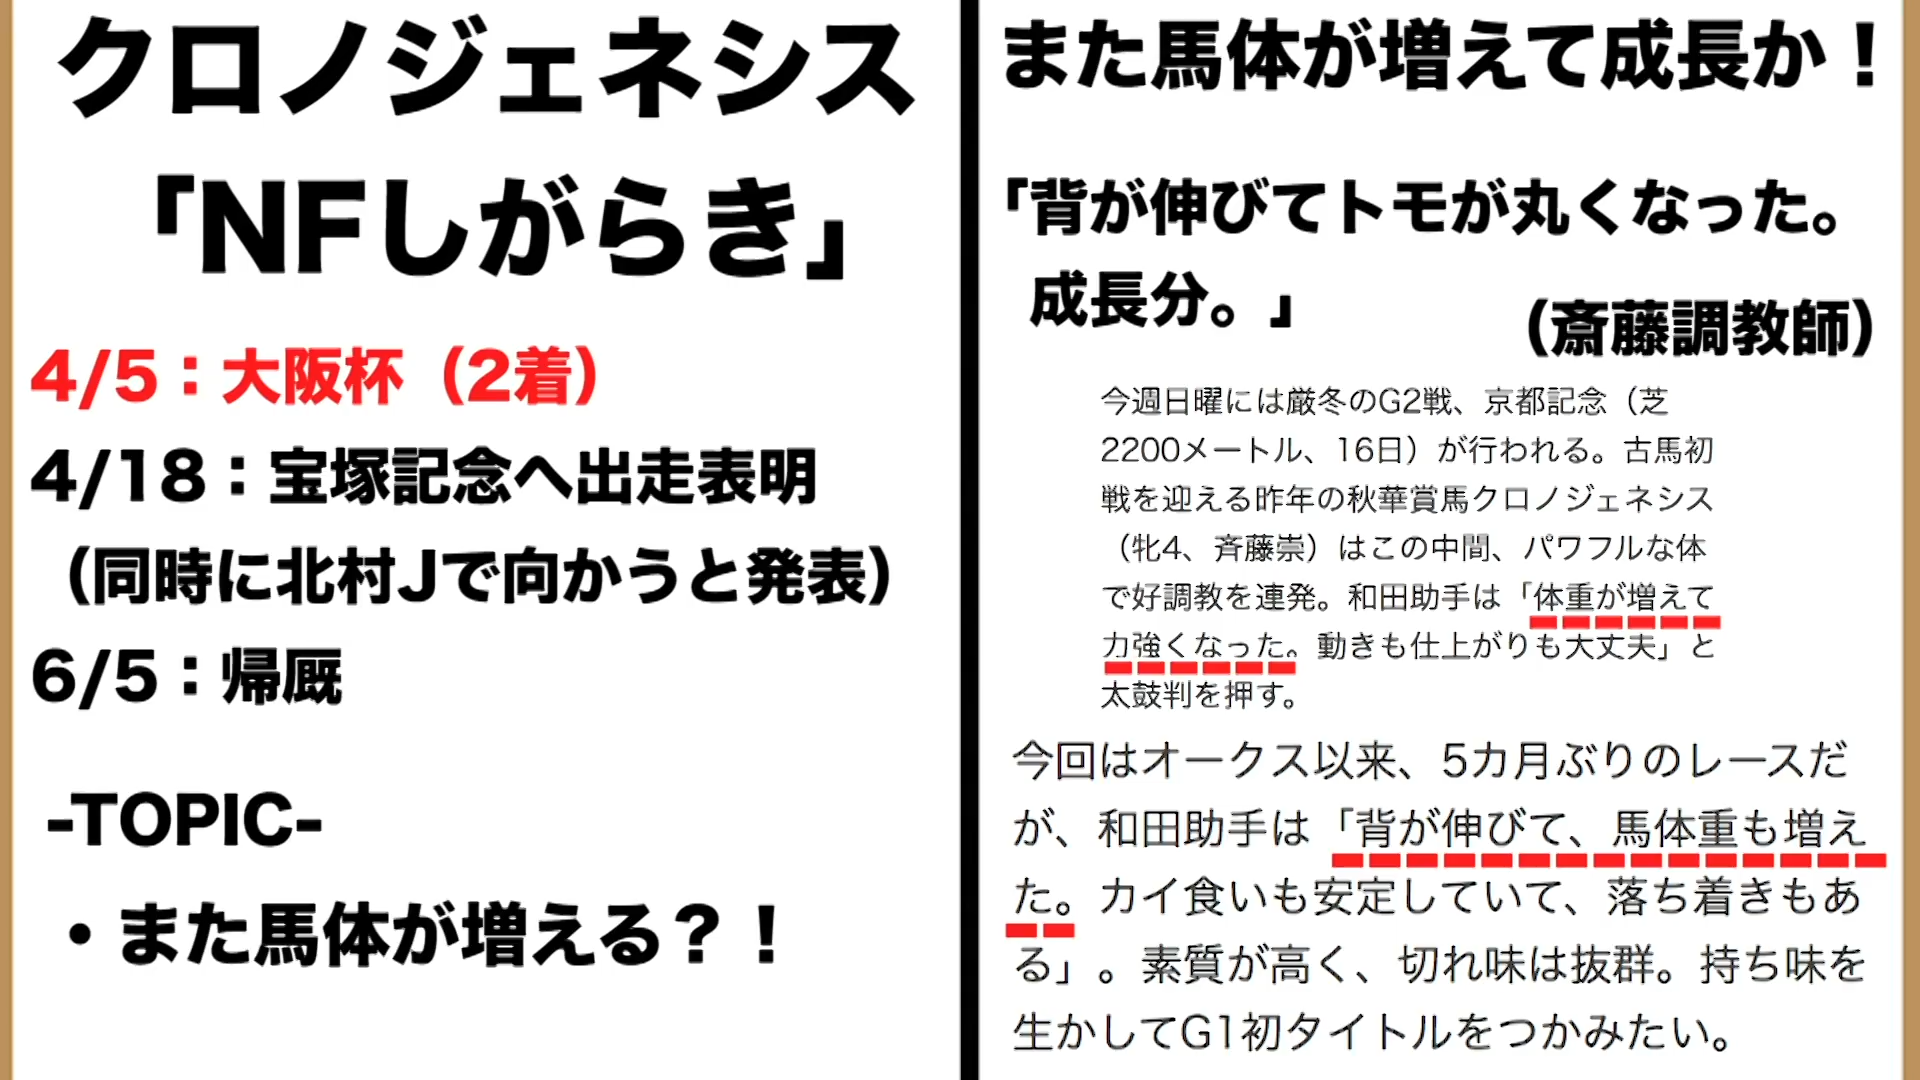 クロノジェネシス
「NFしがらき」
4/5：大阪杯（2着）
4/18：宝塚記念へ出走表明
（同時に北村Jで向かうと発表）
6/5：帰厩
-TOPIC-
・また馬体が増える？！
また馬体が増えて成長か！
「背が伸びてトモが丸くなった。
成長分。」
（斎藤調教師）
今週日曜には厳冬のG2戦、京都記念（芝
2200メートル、16日）が行われる。古馬初
戦を迎える昨年の秋華賞馬クロノジェネシス
（牝4、斉藤崇）はこの中間、パワフルな体
で好調教を連発。和田助手は「体重が増えて
力強くなった。動きも仕上がりも大丈夫」と
太鼓判を押す。
今回はオークス以来、5カ月ぶりのレースだ
が、和田助手は「背が伸びて、馬体重も増え
た。カイ食いも安定していて、落ち着きもあ
る」。素質が高く、切れ味は抜群。持ち味を
生かしてG1初タイトルをつかみたい。